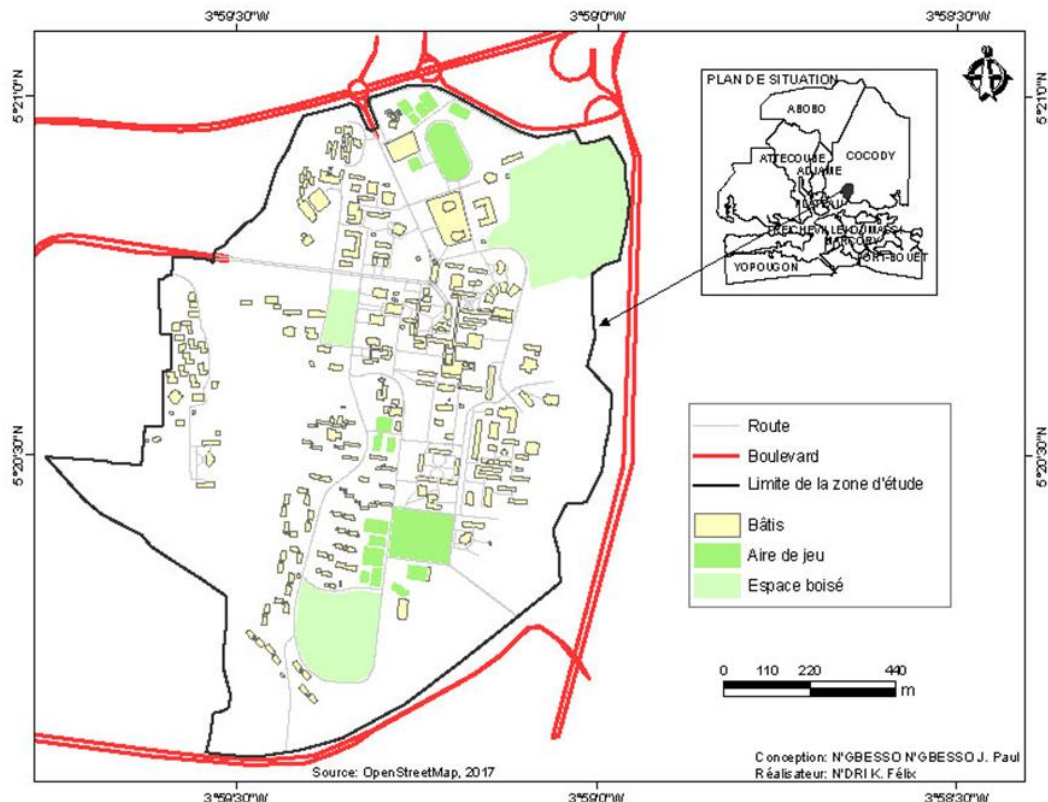 3°59'30"W
3°59'0"W
3°58'30"W
5°21'0"N
5°21'0"N
PLAN DE SITUATION
ABOBO
ATTECOUBE
COCODY
ADJAME
PLATEAU
TREICHVILLE
MARCORY
PORT-BOUET
YOPOUGON
Route
Boulevard
5°20'30"N
5°20'30"N
Limite de la zone d'étude
Bâtis
Aire de jeu
Espace boisé
0 110 220 440
m
Source: OpenStreetMap, 2017
Conception: N'GBESSO N'GBESSO J. Paul
Réalisateur: N'DRI K. Félix
3°59'30"W
3°59'0"W
3°58'30"W